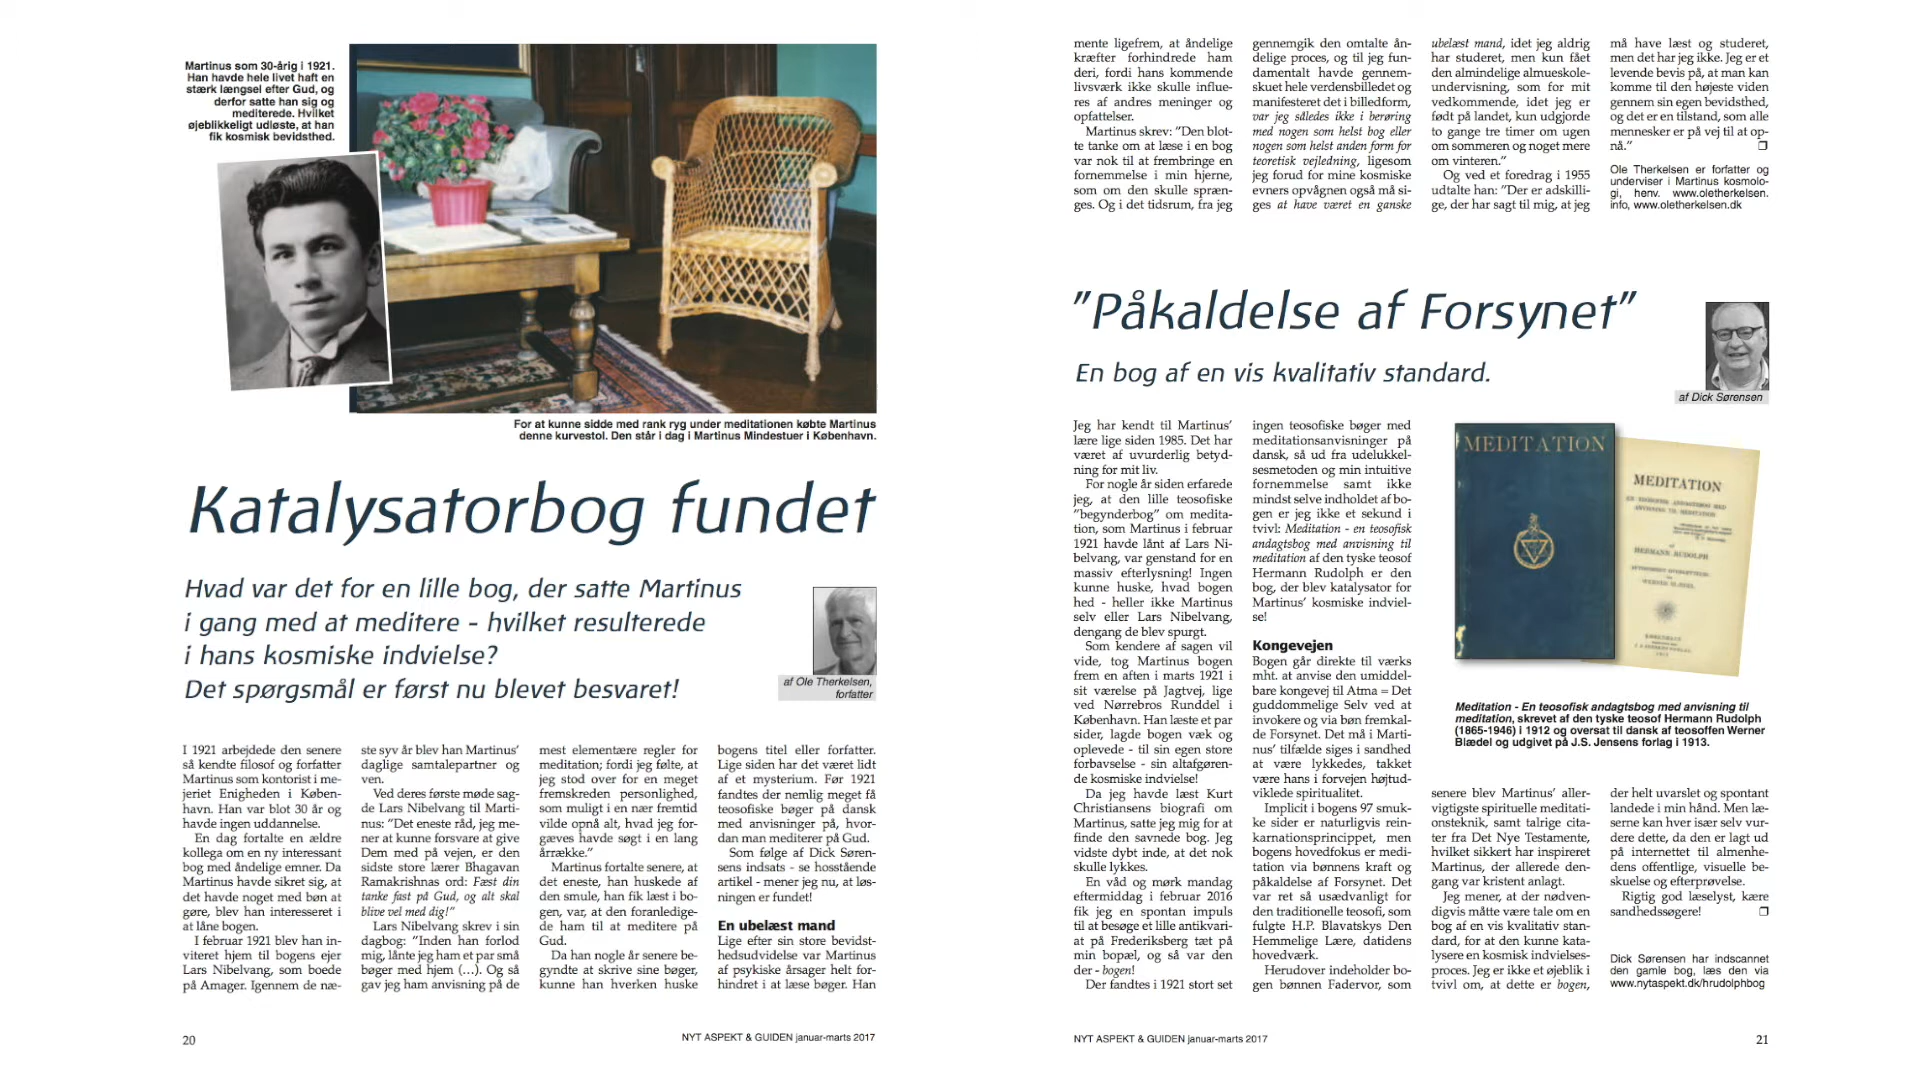 Martinus som 30-årig i 1921.
Han havde hele livet haft en
stærk længsel efter Gud, og
derfor satte han sig og
mediterede. Hvilket
øjeblikkeligt udløste, at han
fik kosmisk bevidsthed.
For at kunne sidde med rank ryg under meditationen købte Martinus
denne kurvestol. Den står i dag i Martinus Mindestuer i København.
Katalysatorbog fundet
Hvad var det for en lille bog, der satte Martinus
i gang med at meditere - hvilket resulterede
i hans kosmiske indvielse?
Det spørgsmål er først nu blevet besvaret!
af Ole Therkelsen,
forfatter
I 1921 arbejdede den senere
så kendte filosof og forfatter
Martinus som kontorist i me-
jeriet Enigheden i Køben-
havn. Han var blot 30 år og
havde ingen uddannelse.
En dag fortalte en ældre
kollega om en ny interessant
bog med åndelige emner. Da
Martinus havde sikret sig, at
det havde noget med bøn at
gøre, blev han interesseret i
at låne bogen.
I februar 1921 blev han in-
viteret hjem til bogens ejer
Lars Nibelvang, som boede
på Amager. Igennem de næ-
ste syv år blev han Martinus’
daglige samtalepartner og
ven.
Ved deres første møde sag-
de Lars Nibelvang til Marti-
nus: ”Det eneste råd, jeg me-
ner at kunne forsvare at give
Dem med på vejen, er den
sidste store lærer Bhagavan
Ramakrishnas ord: Fæst din
tanke fast på Gud, og alt skal
blive vel med dig!”
Lars Nibelvang skrev i sin
dagbog: ”Inden han forlod
mig, lånte jeg ham et par små
bøger med hjem (…). Og så
gav jeg ham anvisning på de
mest elementære regler for
meditation; fordi jeg følte, at
jeg stod over for en meget
fremskreden personlighed,
som muligt i en nær fremtid
vilde opnå alt, hvad jeg for-
gæves havde søgt i en lang
årrække.”
Martinus fortalte senere, at
det eneste, han huskede af
den smule, han fik læst i bo-
gen, var, at den foranledige-
de ham til at meditere på
Gud.
Da han nogle år senere be-
gyndte at skrive sine bøger,
kunne han hverken huske
bogens titel eller forfatter.
Lige siden har det været lidt
af et mysterium. Før 1921
fandtes der nemlig meget få
teosofiske bøger på dansk
med anvisninger på, hvor-
dan man mediterer på Gud.
Som følge af Dick Søren-
sens indsats - se hosstående
artikel - mener jeg nu, at løs-
ningen er fundet!
En ubelæst mand
Lige efter sin store bevidst-
hedsudvidelse var Martinus
af psykiske årsager helt for-
hindret i at læse bøger. Han
20
NYT ASPEKT & GUIDEN januar-marts 2017
mente ligefrem, at åndelige
kræfter forhindrede ham
deri, fordi hans kommende
livsværk ikke skulle influe-
res af andres meninger og
opfattelser.
Martinus skrev: ”Den blot-
te tanke om at læse i en bog
var nok til at frembringe en
fornemmelse i min hjerne,
som om den skulle spræn-
ges. Og i det tidsrum, fra jeg
gennemgik den omtalte ån-
delige proces, og til jeg fun-
damentalt havde gennem-
skuet hele verdensbilledet og
manifesteret det i billedform,
var jeg således ikke i berøring
med nogen som helst bog eller
nogen som helst anden form for
teoretisk vejledning, ligesom
jeg forud for mine kosmiske
evners opvågnen også må si-
ges at have været en ganske
ubelæst mand, idet jeg aldrig
har studeret, men kun fået
den almindelige almueskole-
undervisning, som for mit
vedkommende, idet jeg er
født på landet, kun udgjorde
to gange tre timer om ugen
om sommeren og noget mere
om vinteren.”
Og ved et foredrag i 1955
udtalte han: ”Der er adskilli-
ge, der har sagt til mig, at jeg
må have læst og studeret,
men det har jeg ikke. Jeg er et
levende bevis på, at man kan
komme til den højeste viden
gennem sin egen bevidsthed,
og det er en tilstand, som alle
mennesker er på vej til at op-
nå.” ❒
Ole Therkelsen er forfatter og
underviser i Martinus kosmolo-
gi, henv. www.oletherkelsen.
info, www.oletherkelsen.dk
”Påkaldelse af Forsynet”
En bog af en vis kvalitativ standard.
af Dick Sørensen
Jeg har kendt til Martinus’
lære lige siden 1985. Det har
været af uvurderlig betyd-
ning for mit liv.
For nogle år siden erfarede
jeg, at den lille teosofiske
”begynderbog” om medita-
tion, som Martinus i februar
1921 havde lånt af Lars Ni-
belvang, var genstand for en
massiv efterlysning! Ingen
kunne huske, hvad bogen
hed - heller ikke Martinus
selv eller Lars Nibelvang,
dengang de blev spurgt.
Som kendere af sagen vil
vide, tog Martinus bogen
frem en aften i marts 1921 i
sit værelse på Jagtvej, lige
ved Nørrebros Runddel i
København. Han læste et par
sider, lagde bogen væk og
oplevede - til sin egen store
forbavselse - sin altafgøren-
de kosmiske indvielse!
Da jeg havde læst Kurt
Christiansens biografi om
Martinus, satte jeg mig for at
finde den savnede bog. Jeg
vidste dybt inde, at det nok
skulle lykkes.
En våd og mørk mandag
eftermiddag i februar 2016
fik jeg en spontan impuls
til at besøge et lille antikvari-
at på Frederiksberg tæt på
min bopæl, og så var den
der - bogen!
Der fandtes i 1921 stort set
ingen teosofiske bøger med
meditationsanvisninger på
dansk, så ud fra udelukkel-
sesmetoden og min intuitive
fornemmelse samt ikke
mindst selve indholdet af bo-
gen er jeg ikke et sekund i
tvivl: Meditation - en teosofisk
andagtsbog med anvisning til
meditation af den tyske teosof
Hermann Rudolph er den
bog, der blev katalysator for
Martinus’ kosmiske indviel-
se!
Kongevejen
Bogen går direkte til værks
mht. at anvise den umiddel-
bare kongevej til Atma = Det
guddommelige Selv ved at
invokere og via bøn fremkal-
de Forsynet. Det må i Marti-
nus’ tilfælde siges i sandhed
at være lykkedes, takket
være hans i forvejen højtud-
viklede spiritualitet.
Implicit i bogens 97 smuk-
ke sider er naturligvis rein-
karnationsprincippet, men
bogens hovedfokus er medi-
tation via bønnens kraft og
påkaldelse af Forsynet. Det
var ret så usædvanligt for
den traditionelle teosofi, som
fulgte H.P. Blavatskys Den
Hemmelige Lære, datidens
hovedværk.
Herudover indeholder bo-
gen bønnen Fadervor, som
MEDITATION
MEDITATION
EN TEOSOFISK ANDAGTSBOG MED
ANVISNING TIL MEDITATION
HERMANN RUDOLPH
Meditation - En teosofisk andagtsbog med anvisning til
meditation, skrevet af den tyske teosof Hermann Rudolph
(1865-1946) i 1912 og oversat til dansk af teosoffen Werner
Blædel og udgivet på J.S. Jensens forlag i 1913.
senere blev Martinus’ aller-
vigtigste spirituelle meditati-
onsteknik, samt talrige cita-
ter fra Det Nye Testamente,
hvilket sikkert har inspireret
Martinus, der allerede den-
gang var kristent anlagt.
Jeg mener, at der nødven-
digvis måtte være tale om en
bog af en vis kvalitativ stan-
dard, for at den kunne kata-
lysere en kosmisk indvielses-
proces. Jeg er ikke et øjeblik i
tvivl om, at dette er bogen,
der helt uvarslet og spontant
landede i min hånd. Men læ-
serne kan hver især selv vur-
dere dette, da den er lagt ud
på internettet til almenhe-
dens offentlige, visuelle be-
skuelse og efterprøvelse.
Rigtig god læselyst, kære
sandhedssøgere! ❒
Dick Sørensen har indscannet
den gamle bog, læs den via
www.nytaspekt.dk/hrudolphbog
NYT ASPEKT & GUIDEN januar-marts 2017
21